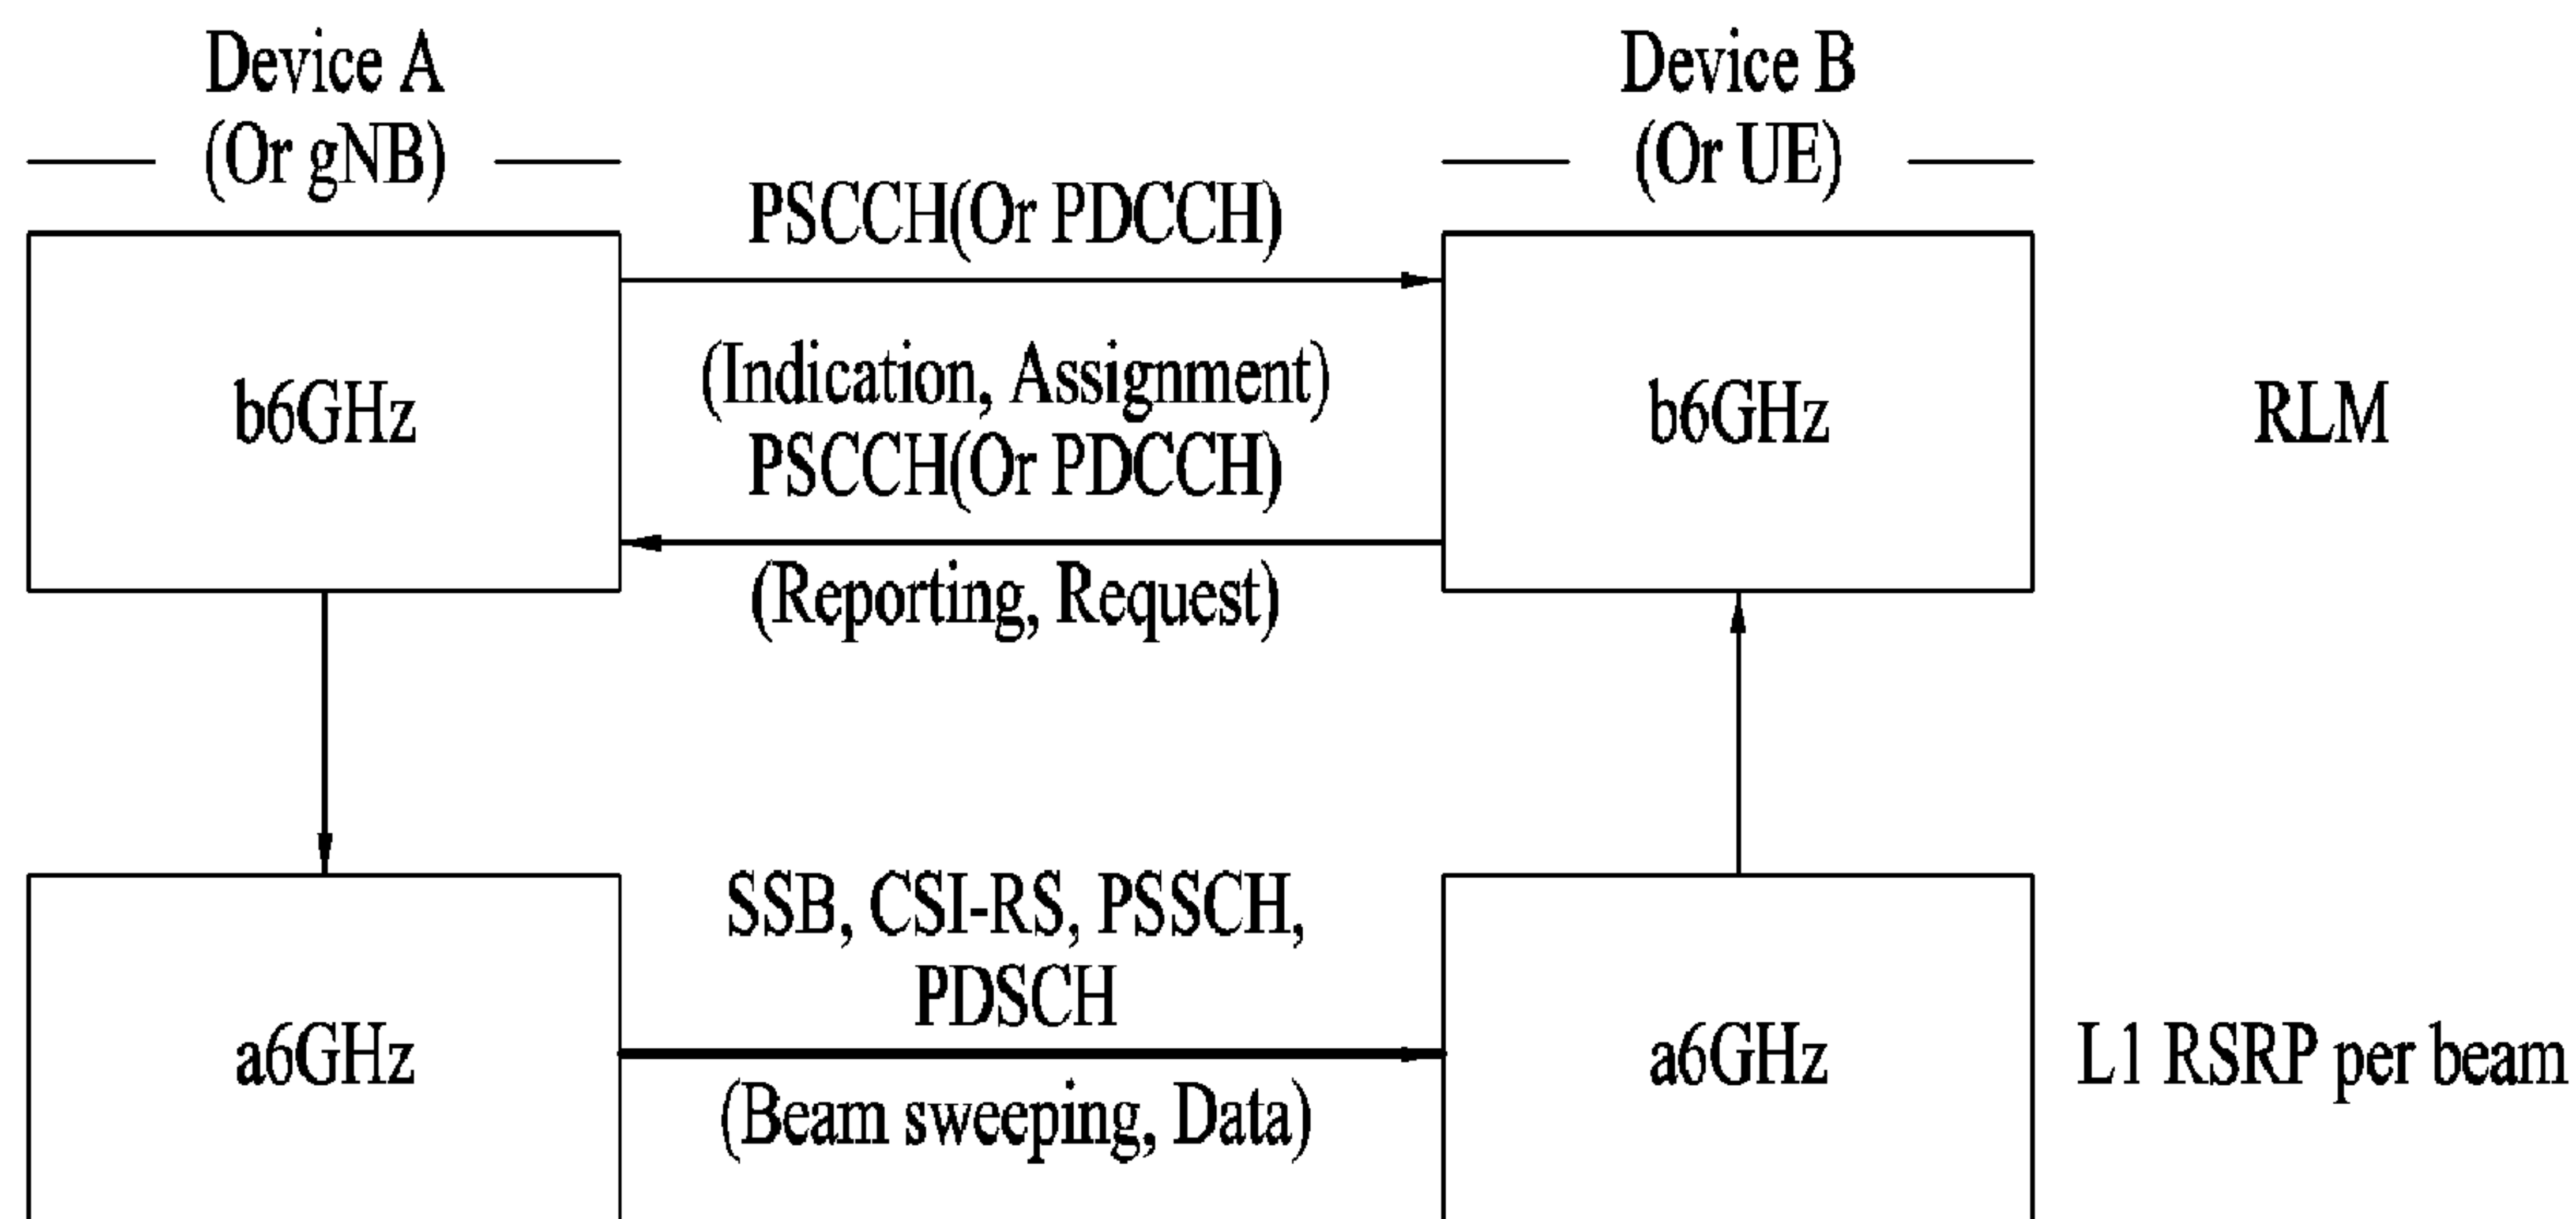 Device A
(Or gNB)
Device B
(Or UE)
PSCCH(Or PDCCH)
(Indication, Assignment)
PSCCH(Or PDCCH)
(Reporting, Request)
b6GHz
b6GHz
RLM
SSB, CSI-RS, PSSCH,
PDSCH
(Beam sweeping, Data)
a6GHz
a6GHz
L1 RSRP per beam